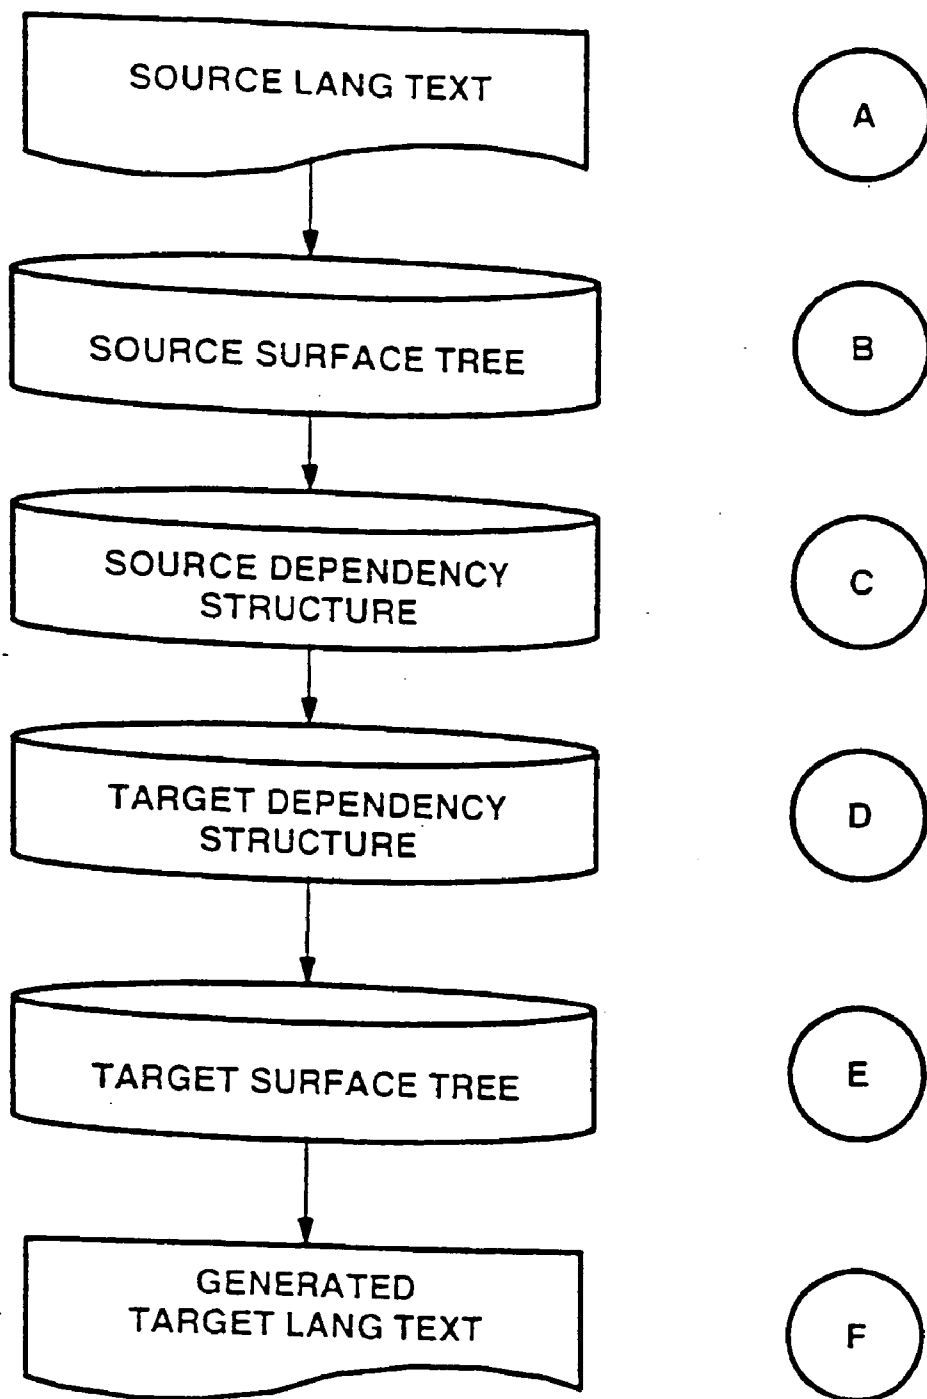 SOURCE LANG TEXT
A
SOURCE SURFACE TREE
B
SOURCE DEPENDENCY
STRUCTURE
C
TARGET DEPENDENCY
STRUCTURE
D
TARGET SURFACE TREE
E
GENERATED
TARGET LANG TEXT
F